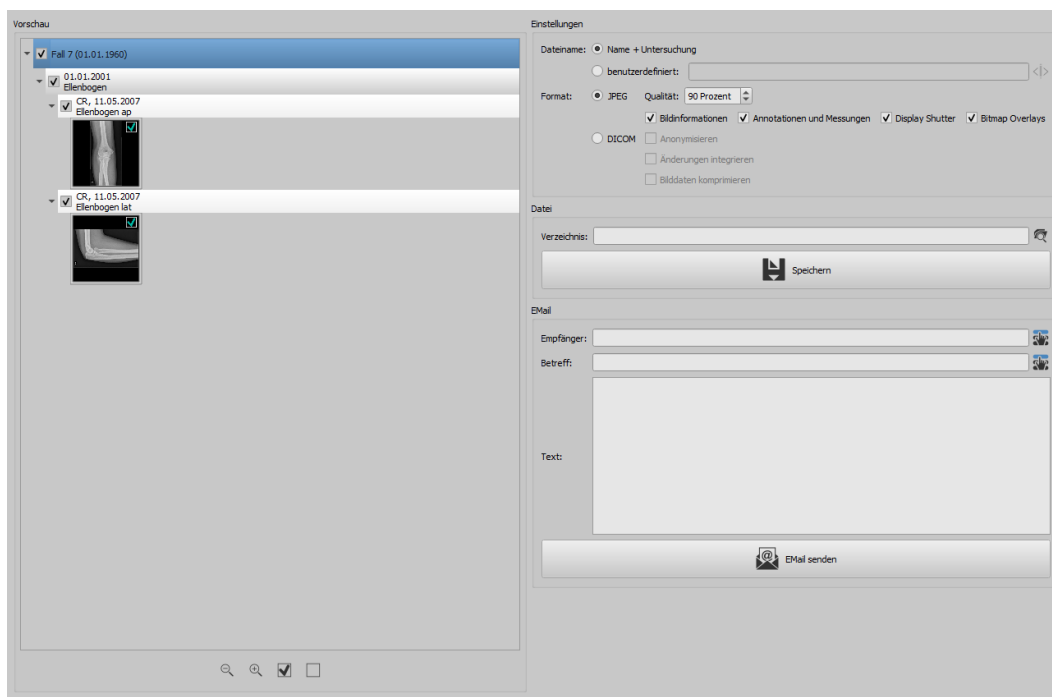 Vorschau
Fall 7 (01.01.1960)
01.01.2001
Ellenbogen
CR, 11.05.2007
Ellenbogen ap
CR, 11.05.2007
Ellenbogen lat
Einstellungen
Dateiname: Name + Untersuchung
benutzerdefiniert:
Format: JPEG Qualität: 90 Prozent
Bildinformationen Annotationen und Messungen Display Shutter Bitmap Overlays
DICOM Anonymisieren
Änderungen integrieren
Bilddaten komprimieren
Datei
Verzeichnis:
Speichern
EMail
Empfänger:
Betreff:
Text:
EMail senden